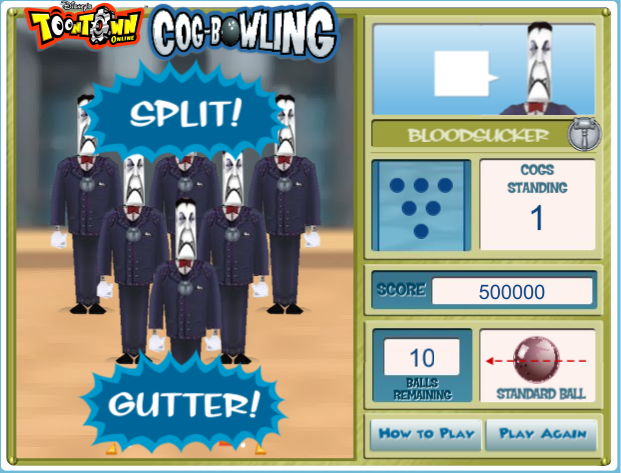 Disney's
TOONTOWN
ONLINE
COG-BOWLING
SPLIT!
BLOODSUCKER
COGS
STANDING
1
SCORE 500000
10
BALLS
REMAINING
STANDARD BALL
GUTTER!
HOW TO PLAY
PLAY AGAIN